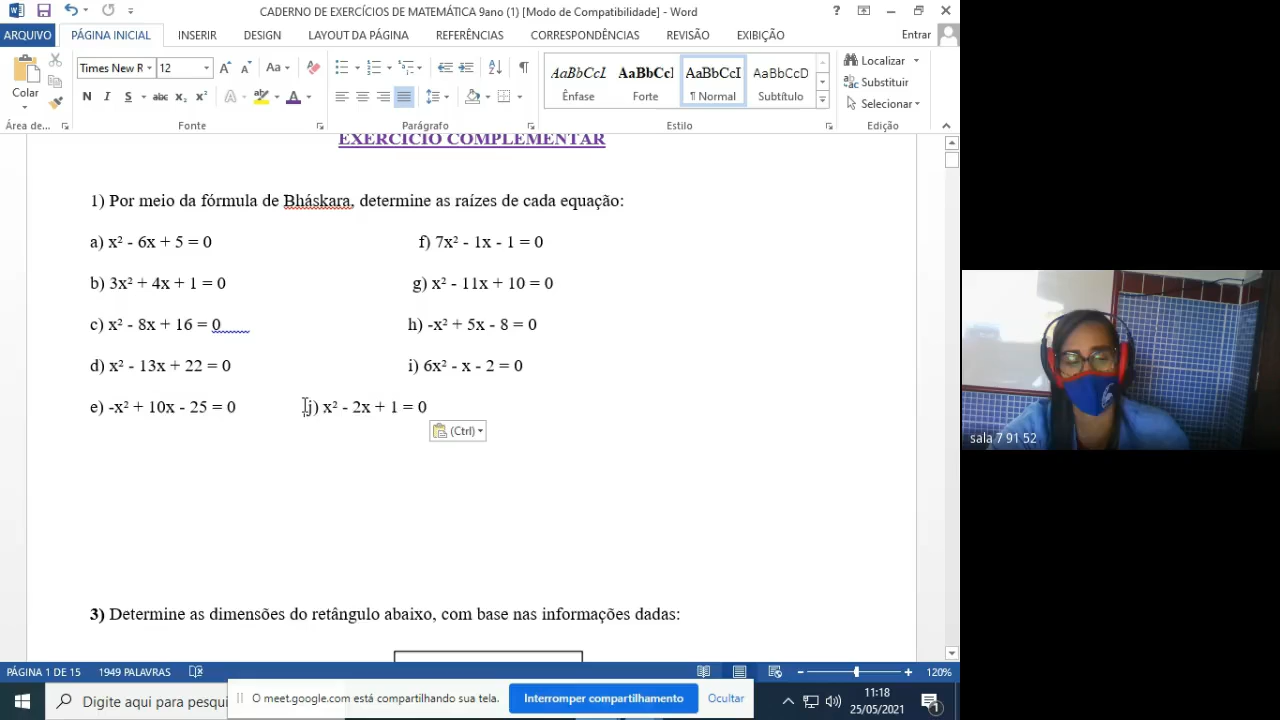 CADERNO DE EXERCÍCIOS DE MATEMÁTICA 9ano (1) [Modo de Compatibilidade] - Word
ARQUIVO PÁGINA INICIAL INSERIR DESIGN LAYOUT DA PÁGINA REFERÊNCIAS CORRESPONDÊNCIAS REVISÃO EXIBIÇÃO Entrar
Colar
Times New R 12
Aa
N I S abc x₂ x² A A
AaBbCcI AaBbCcI AaBbCcI AaBbCcD
Ênfase Forte ¶ Normal Subtítulo
Localizar
Substituir
Selecionar
Área de... Fonte Parágrafo Estilo Edição
EXERCÍCIO COMPLEMENTAR
1) Por meio da fórmula de Bháskara, determine as raízes de cada equação:
a) x² - 6x + 5 = 0 f) 7x² - 1x - 1 = 0
b) 3x² + 4x + 1 = 0 g) x² - 11x + 10 = 0
c) x² - 8x + 16 = 0 h) -x² + 5x - 8 = 0
d) x² - 13x + 22 = 0 i) 6x² - x - 2 = 0
e) -x² + 10x - 25 = 0 j) x² - 2x + 1 = 0
(Ctrl)
3) Determine as dimensões do retângulo abaixo, com base nas informações dadas:
sala 7 91 52
PÁGINA 1 DE 15 1949 PALAVRAS 120%
Digite aqui para pesqui
O meet.google.com está compartilhando sua tela. Interromper compartilhamento Ocultar
11:18
25/05/2021
1